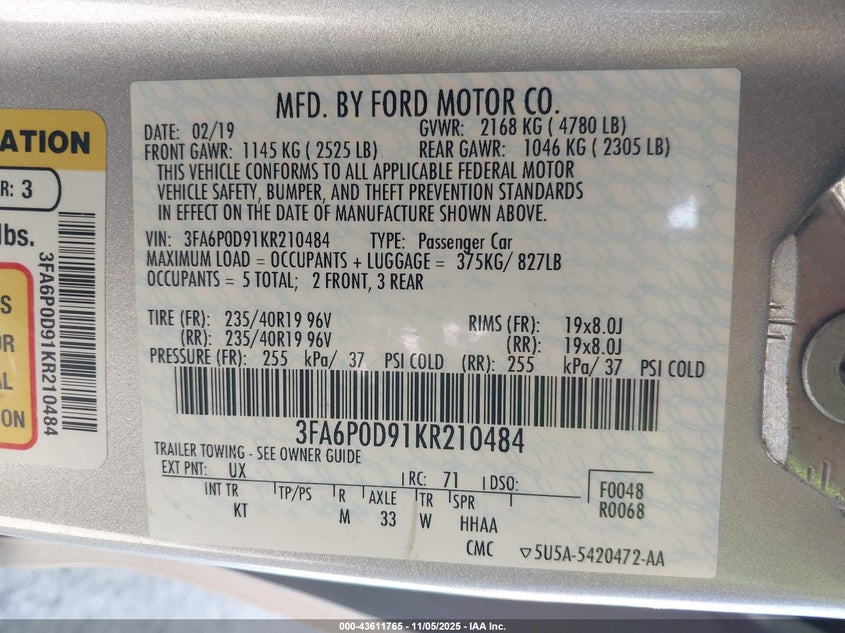 ATION
R: 3
lbs.
S
OR
AL
ION
3FA6P0D91KR210484
MFD. BY FORD MOTOR CO.
DATE: 02/19 GVWR: 2168 KG ( 4780 LB)
FRONT GAWR: 1145 KG ( 2525 LB) REAR GAWR: 1046 KG ( 2305 LB)
THIS VEHICLE CONFORMS TO ALL APPLICABLE FEDERAL MOTOR
VEHICLE SAFETY, BUMPER, AND THEFT PREVENTION STANDARDS
IN EFFECT ON THE DATE OF MANUFACTURE SHOWN ABOVE.
VIN: 3FA6P0D91KR210484 TYPE: Passenger Car
MAXIMUM LOAD = OCCUPANTS + LUGGAGE = 375KG/ 827LB
OCCUPANTS = 5 TOTAL; 2 FRONT, 3 REAR
TIRE (FR): 235/40R19 96V RIMS (FR): 19x8.0J
(RR): 235/40R19 96V (RR): 19x8.0J
PRESSURE (FR): 255 kPa/ 37 PSI COLD (RR): 255 kPa/ 37 PSI COLD
3FA6P0D91KR210484
TRAILER TOWING - SEE OWNER GUIDE
EXT PNT: UX RC: 71 DSO:
INT TR TP/PS R AXLE TR SPR
KT M 33 W HHAA
F0048
R0068
CMC ▽5U5A-5420472-AA
000-43611765 - 11/05/2025 - IAA Inc.